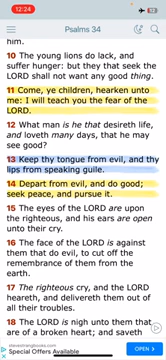 12:24
Psalms 34
him.
10 The young lions do lack, and
suffer hunger: but they that seek the
LORD shall not want any good thing.
11 Come, ye children, hearken unto
me: I will teach you the fear of the
LORD.
12 What man is he that desireth life,
and loveth many days, that he may
see good?
13 Keep thy tongue from evil, and thy
lips from speaking guile.
14 Depart from evil, and do good;
seek peace, and pursue it.
15 The eyes of the LORD are upon
the righteous, and his ears are open
unto their cry.
16 The face of the LORD is against
them that do evil, to cut off the
remembrance of them from the
earth.
17 The righteous cry, and the LORD
heareth, and delivereth them out of
all their troubles.
18 The LORD is nigh unto them that
are of a broken heart; and saveth
stevestrangbooks.com
Special Offers Available
OPEN >